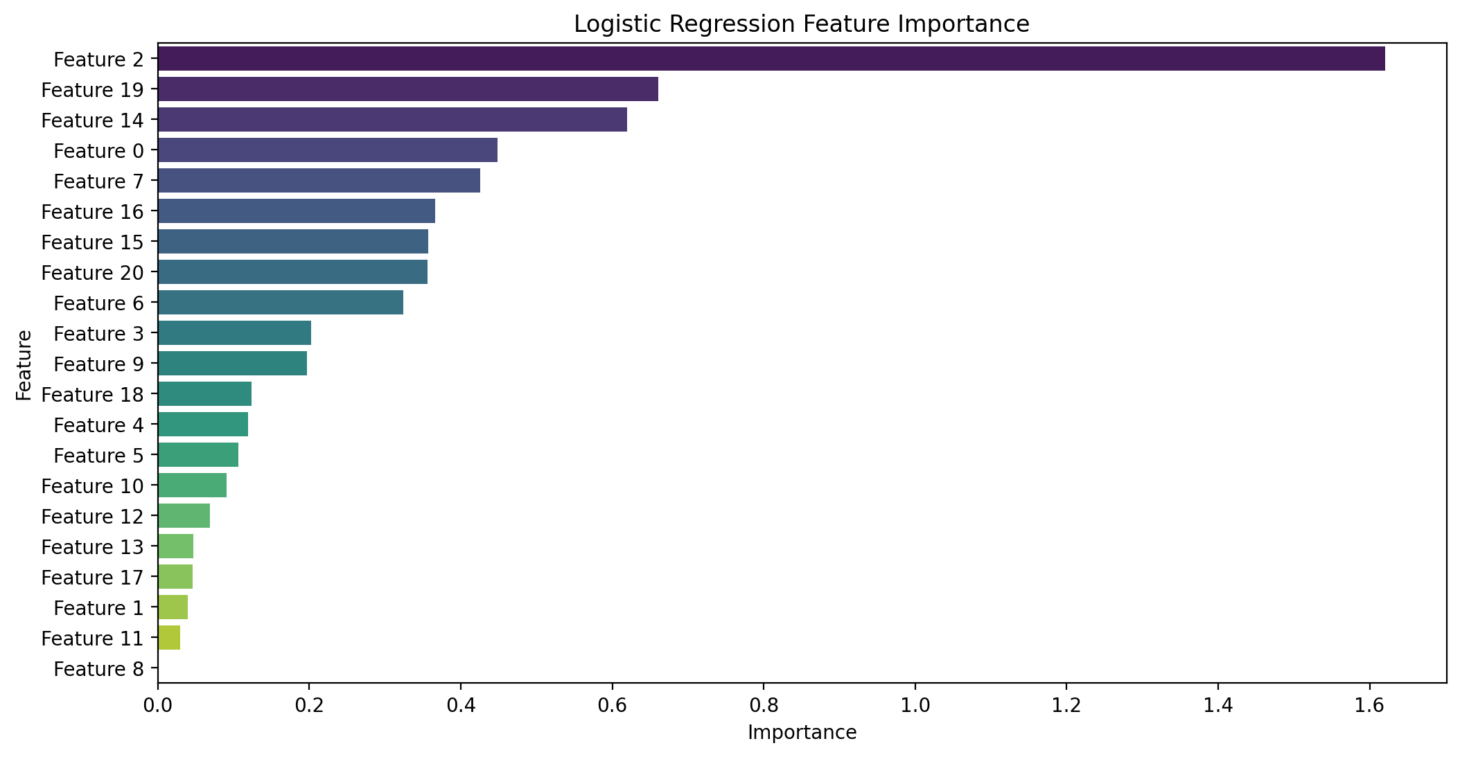 Logistic Regression Feature Importance
Feature 2
Feature 19
Feature 14
Feature 0
Feature 7
Feature 16
Feature 15
Feature 20
Feature 6
Feature 3
Feature 9
Feature 18
Feature 4
Feature 5
Feature 10
Feature 12
Feature 13
Feature 17
Feature 1
Feature 11
Feature 8
Feature
0.0 0.2 0.4 0.6 0.8 1.0 1.2 1.4 1.6
Importance